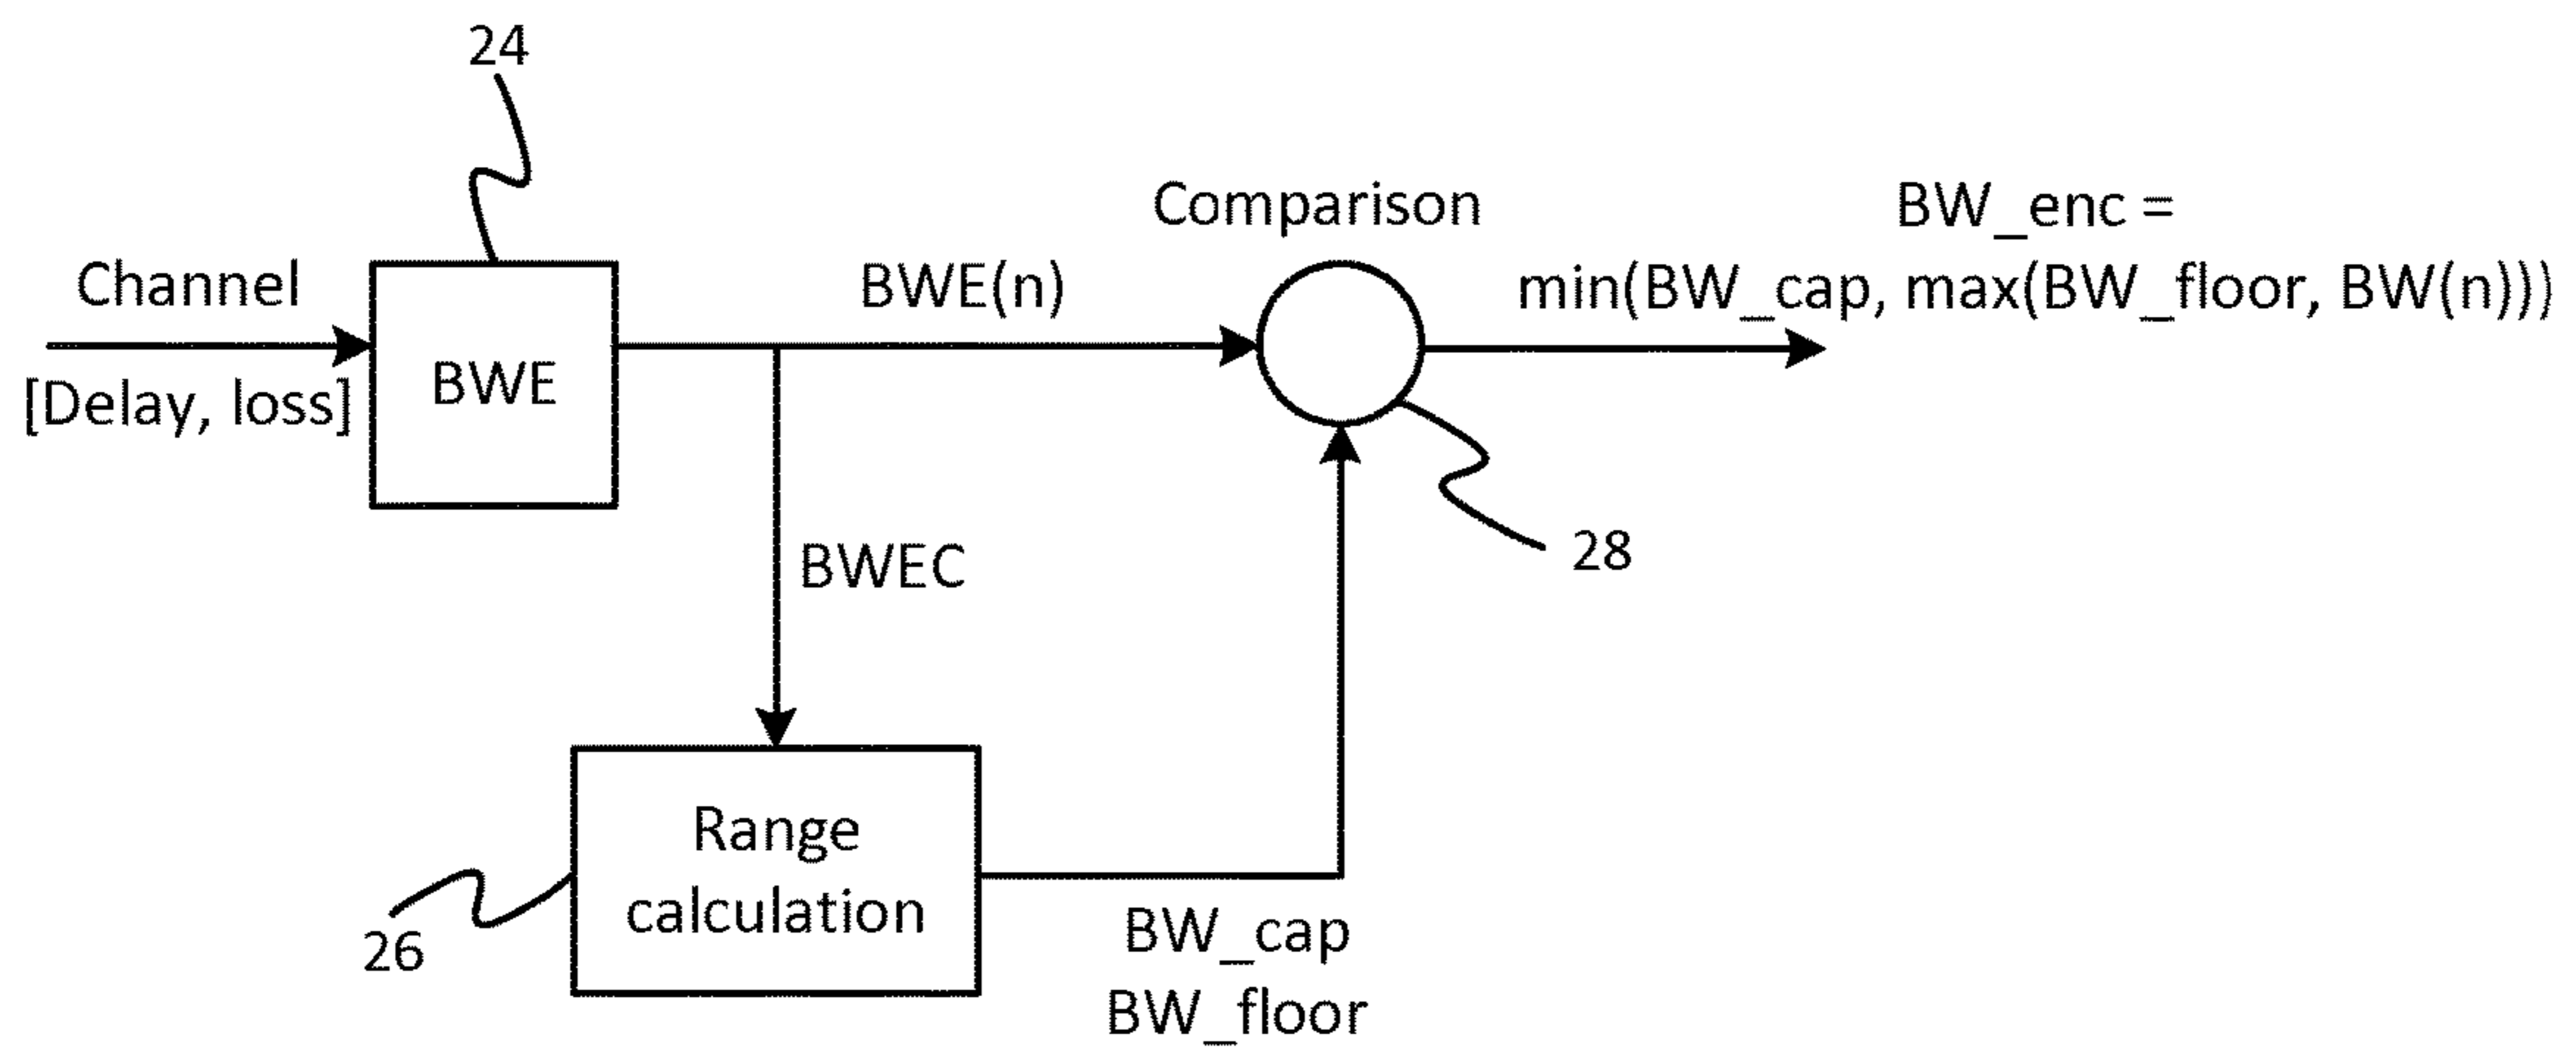 24
Channel
[Delay, loss]
BWE
BWE(n)
Comparison
BW_enc =
min(BW_cap, max(BW_floor, BW(n)))
28
BWEC
Range
calculation
26
BW_cap
BW_floor